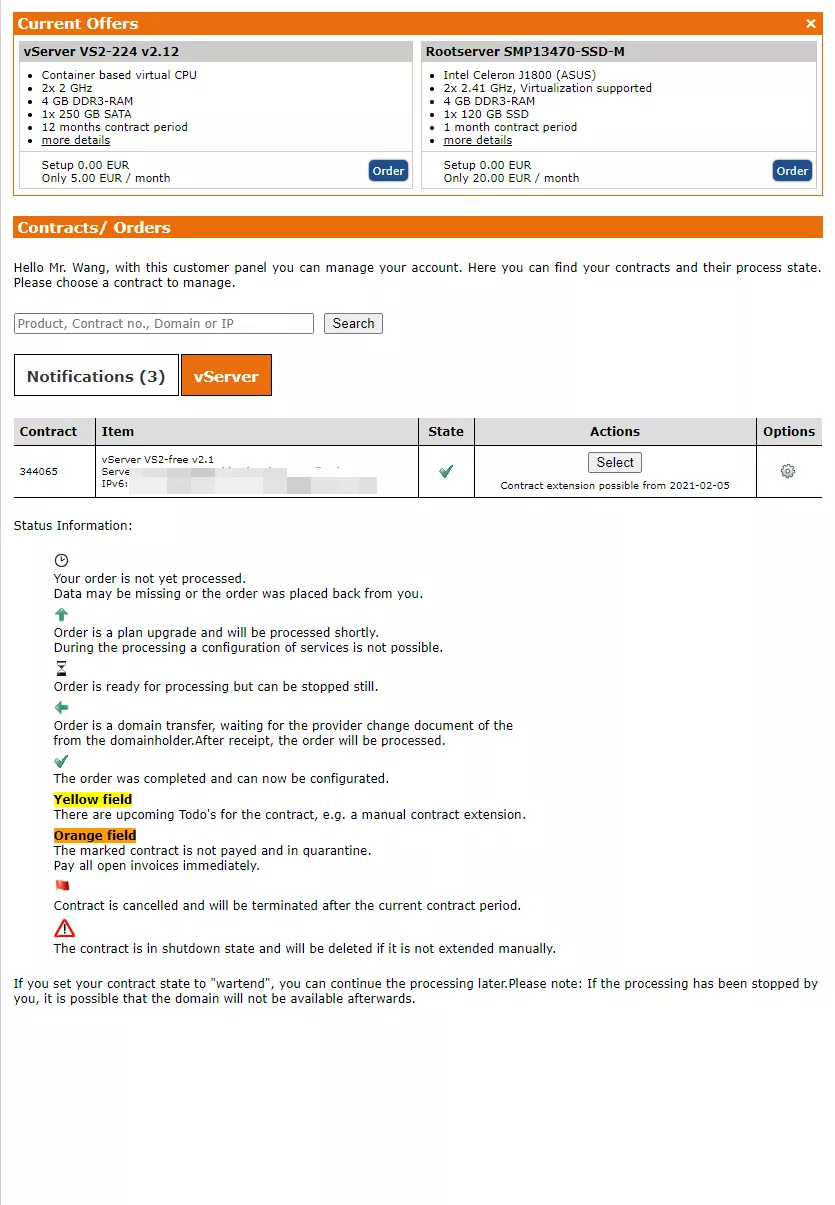 Current Offers
×
vServer VS2-224 v2.12
Container based virtual CPU
2x 2 GHz
4 GB DDR3-RAM
1x 250 GB SATA
12 months contract period
more details
Setup 0.00 EUR
Only 5.00 EUR / month
Order
Rootserver SMP13470-SSD-M
Intel Celeron J1800 (ASUS)
2x 2.41 GHz, Virtualization supported
4 GB DDR3-RAM
1x 120 GB SSD
1 month contract period
more details
Setup 0.00 EUR
Only 20.00 EUR / month
Order
Contracts/ Orders
Hello Mr. Wang, with this customer panel you can manage your account. Here you can find your contracts and their process state.
Please choose a contract to manage.
Product, Contract no., Domain or IP
Search
Notifications (3)
vServer
Contract Item State Actions Options
344065
vServer VS2-free v2.1
IPv6:
Select
Contract extension possible from 2021-02-05
Status Information:
Your order is not yet processed.
Data may be missing or the order was placed back from you.
Order is a plan upgrade and will be processed shortly.
During the processing a configuration of services is not possible.
Order is ready for processing but can be stopped still.
Order is a domain transfer, waiting for the provider change document of the
from the domainholder.After receipt, the order will be processed.
The order was completed and can now be configurated.
Yellow field
There are upcoming Todo's for the contract, e.g. a manual contract extension.
Orange field
The marked contract is not payed and in quarantine.
Pay all open invoices immediately.
Contract is cancelled and will be terminated after the current contract period.
The contract is in shutdown state and will be deleted if it is not extended manually.
If you set your contract state to "wartend", you can continue the processing later.Please note: If the processing has been stopped by
you, it is possible that the domain will not be available afterwards.